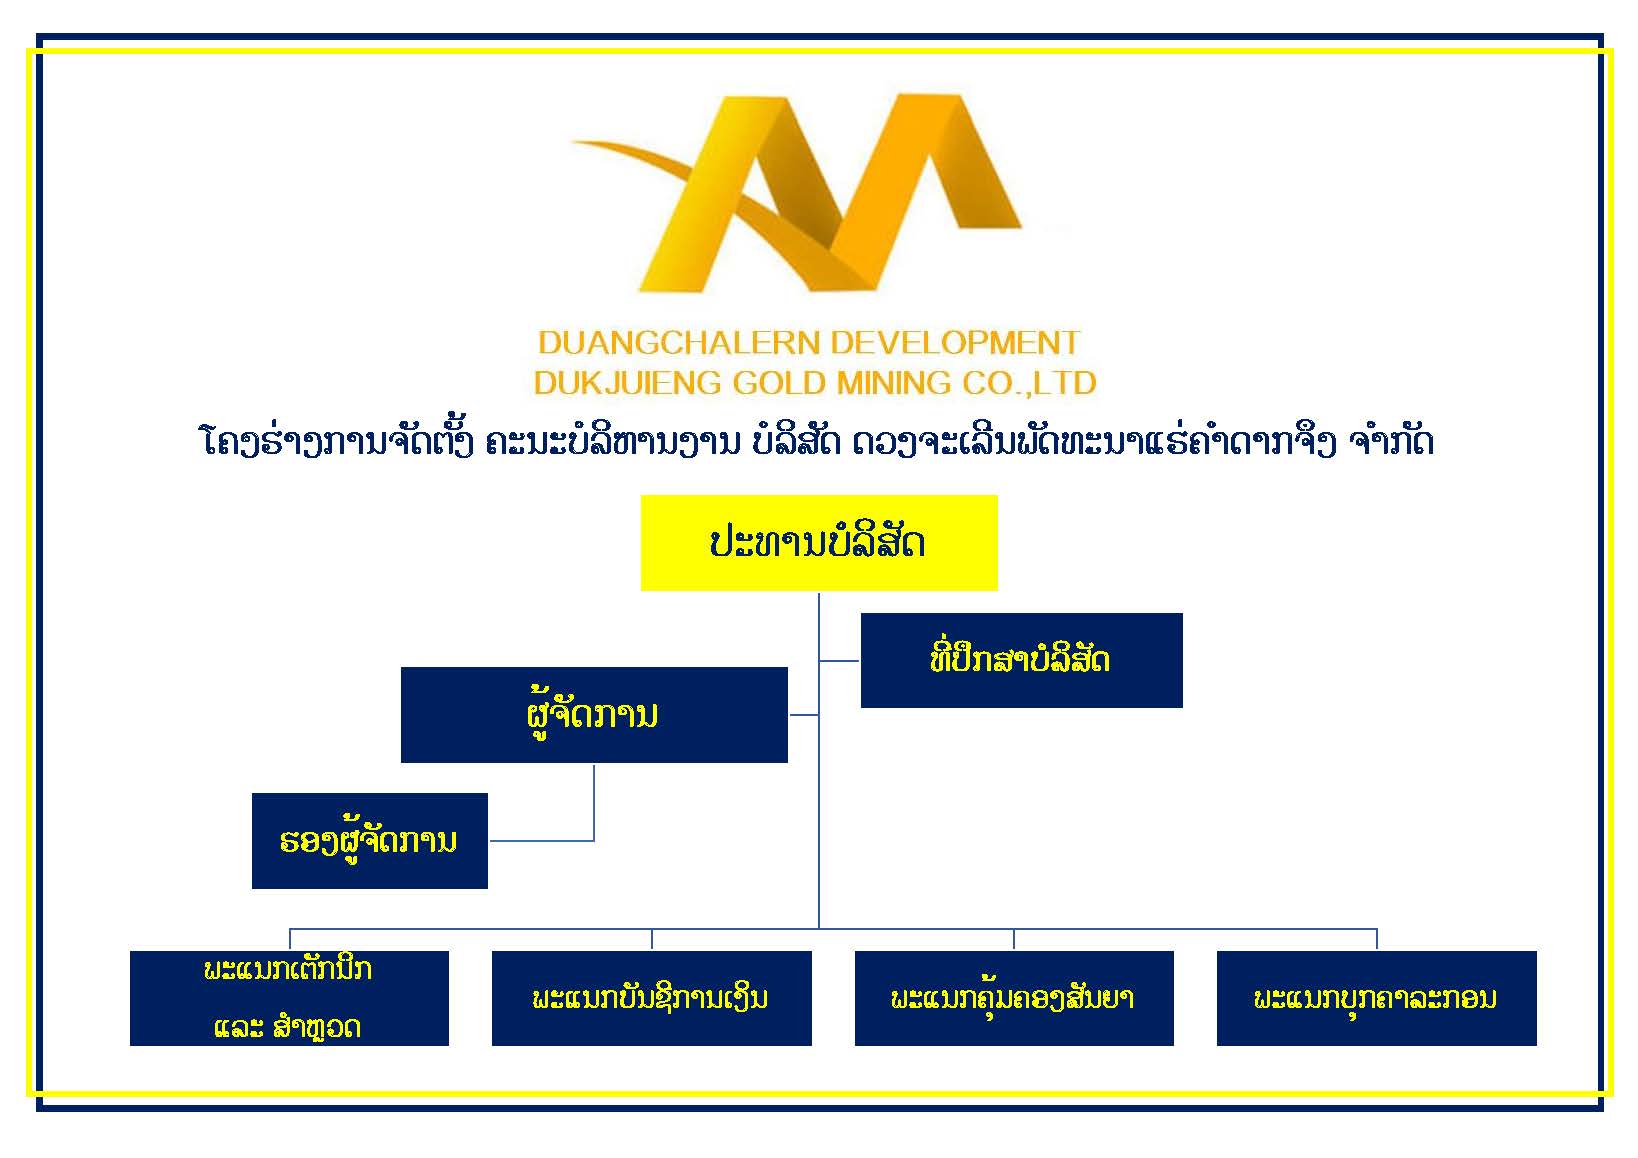 DUANGCHALERN DEVELOPMENT
DUKJUIENG GOLD MINING CO.,LTD
ໂຄງຮ່າງການຈັດຕັ້ງ ຄະນະບໍລິຫານງານ ບໍລິສັດ ດວງຈະເລີນພັດທະນາແຮ່ຄຳດາກຈຶງ ຈຳກັດ
ປະທານບໍລິສັດ
ທີ່ປຶກສາບໍລິສັດ
ຜູ້ຈັດການ
ຮອງຜູ້ຈັດການ
ພະແນກເຕັກນິກ
ແລະ ສຳຫຼວດ
ພະແນກບັນຊີການເງິນ
ພະແນກຄຸ້ມຄອງສັນຍາ
ພະແນກບຸກຄາລະກອນ